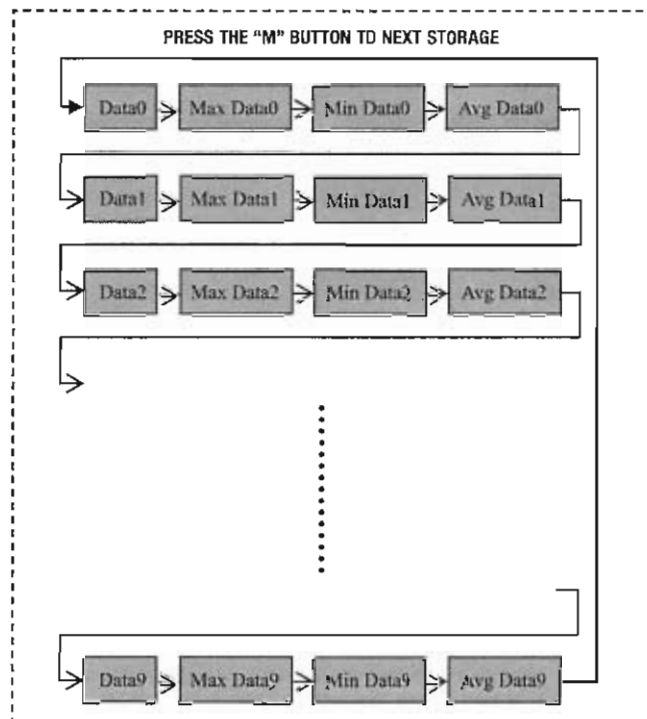 PRESS THE "M" BUTTON TO NEXT STORAGE
Data0 Max Data0 Min Data0 Avg Data0
Data1 Max Data1 Min Data1 Avg Data1
Data2 Max Data2 Min Data2 Avg Data2
Data9 Max Data9 Min Data9 Avg Data9